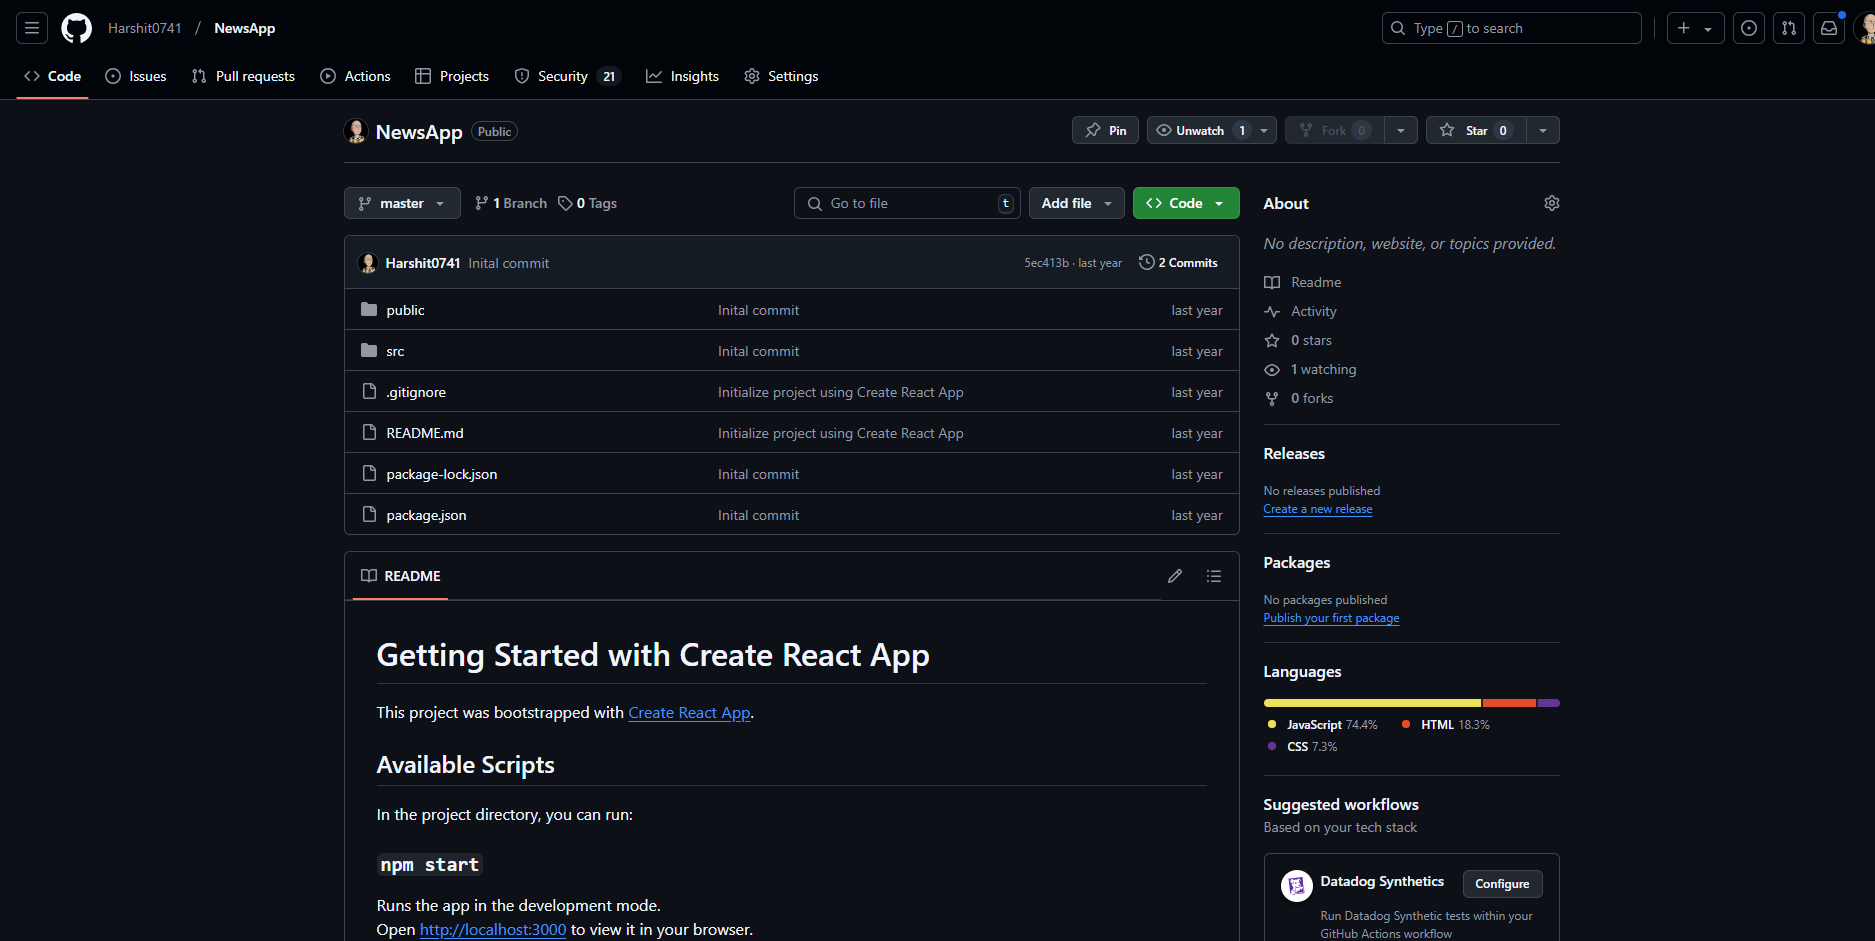 Harshit0741 / NewsApp
Type / to search
Code Issues Pull requests Actions Projects Security 21 Insights Settings
NewsApp Public
Pin Unwatch 1 Fork 0 Star 0
master 1 Branch 0 Tags Go to file t Add file Code
Harshit0741 Inital commit 5ec413b · last year 2 Commits
public Inital commit last year
src Inital commit last year
.gitignore Initialize project using Create React App last year
README.md Initialize project using Create React App last year
package-lock.json Inital commit last year
package.json Inital commit last year
README
Getting Started with Create React App
This project was bootstrapped with Create React App.
Available Scripts
In the project directory, you can run:
npm start
Runs the app in the development mode.
Open http://localhost:3000 to view it in your browser.
About
No description, website, or topics provided.
Readme
Activity
0 stars
1 watching
0 forks
Releases
No releases published
Create a new release
Packages
No packages published
Publish your first package
Languages
JavaScript 74.4% HTML 18.3%
CSS 7.3%
Suggested workflows
Based on your tech stack
Datadog Synthetics Configure
Run Datadog Synthetic tests within your
GitHub Actions workflow